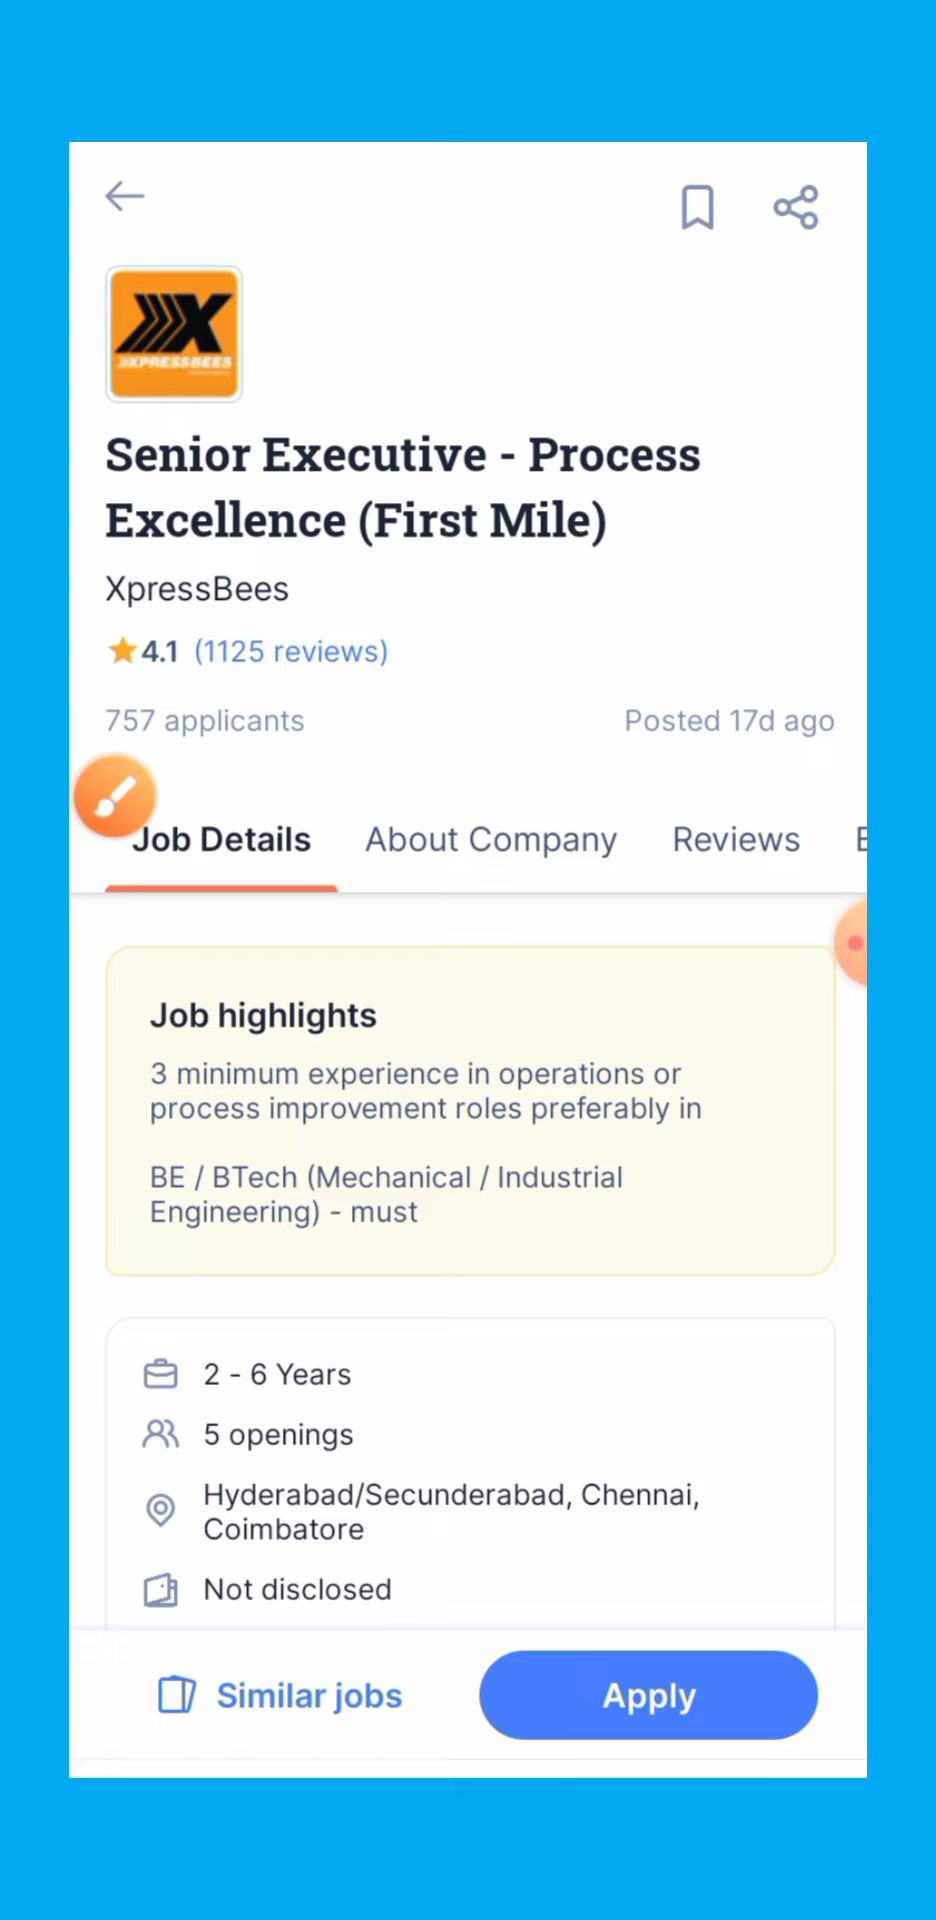 XPRESSBEES
Senior Executive - Process
Excellence (First Mile)
XpressBees
4.1 (1125 reviews)
757 applicants Posted 17d ago
Job Details About Company Reviews
Job highlights
3 minimum experience in operations or
process improvement roles preferably in
BE / BTech (Mechanical / Industrial
Engineering) - must
2 - 6 Years
5 openings
Hyderabad/Secunderabad, Chennai,
Coimbatore
Not disclosed
Similar jobs Apply